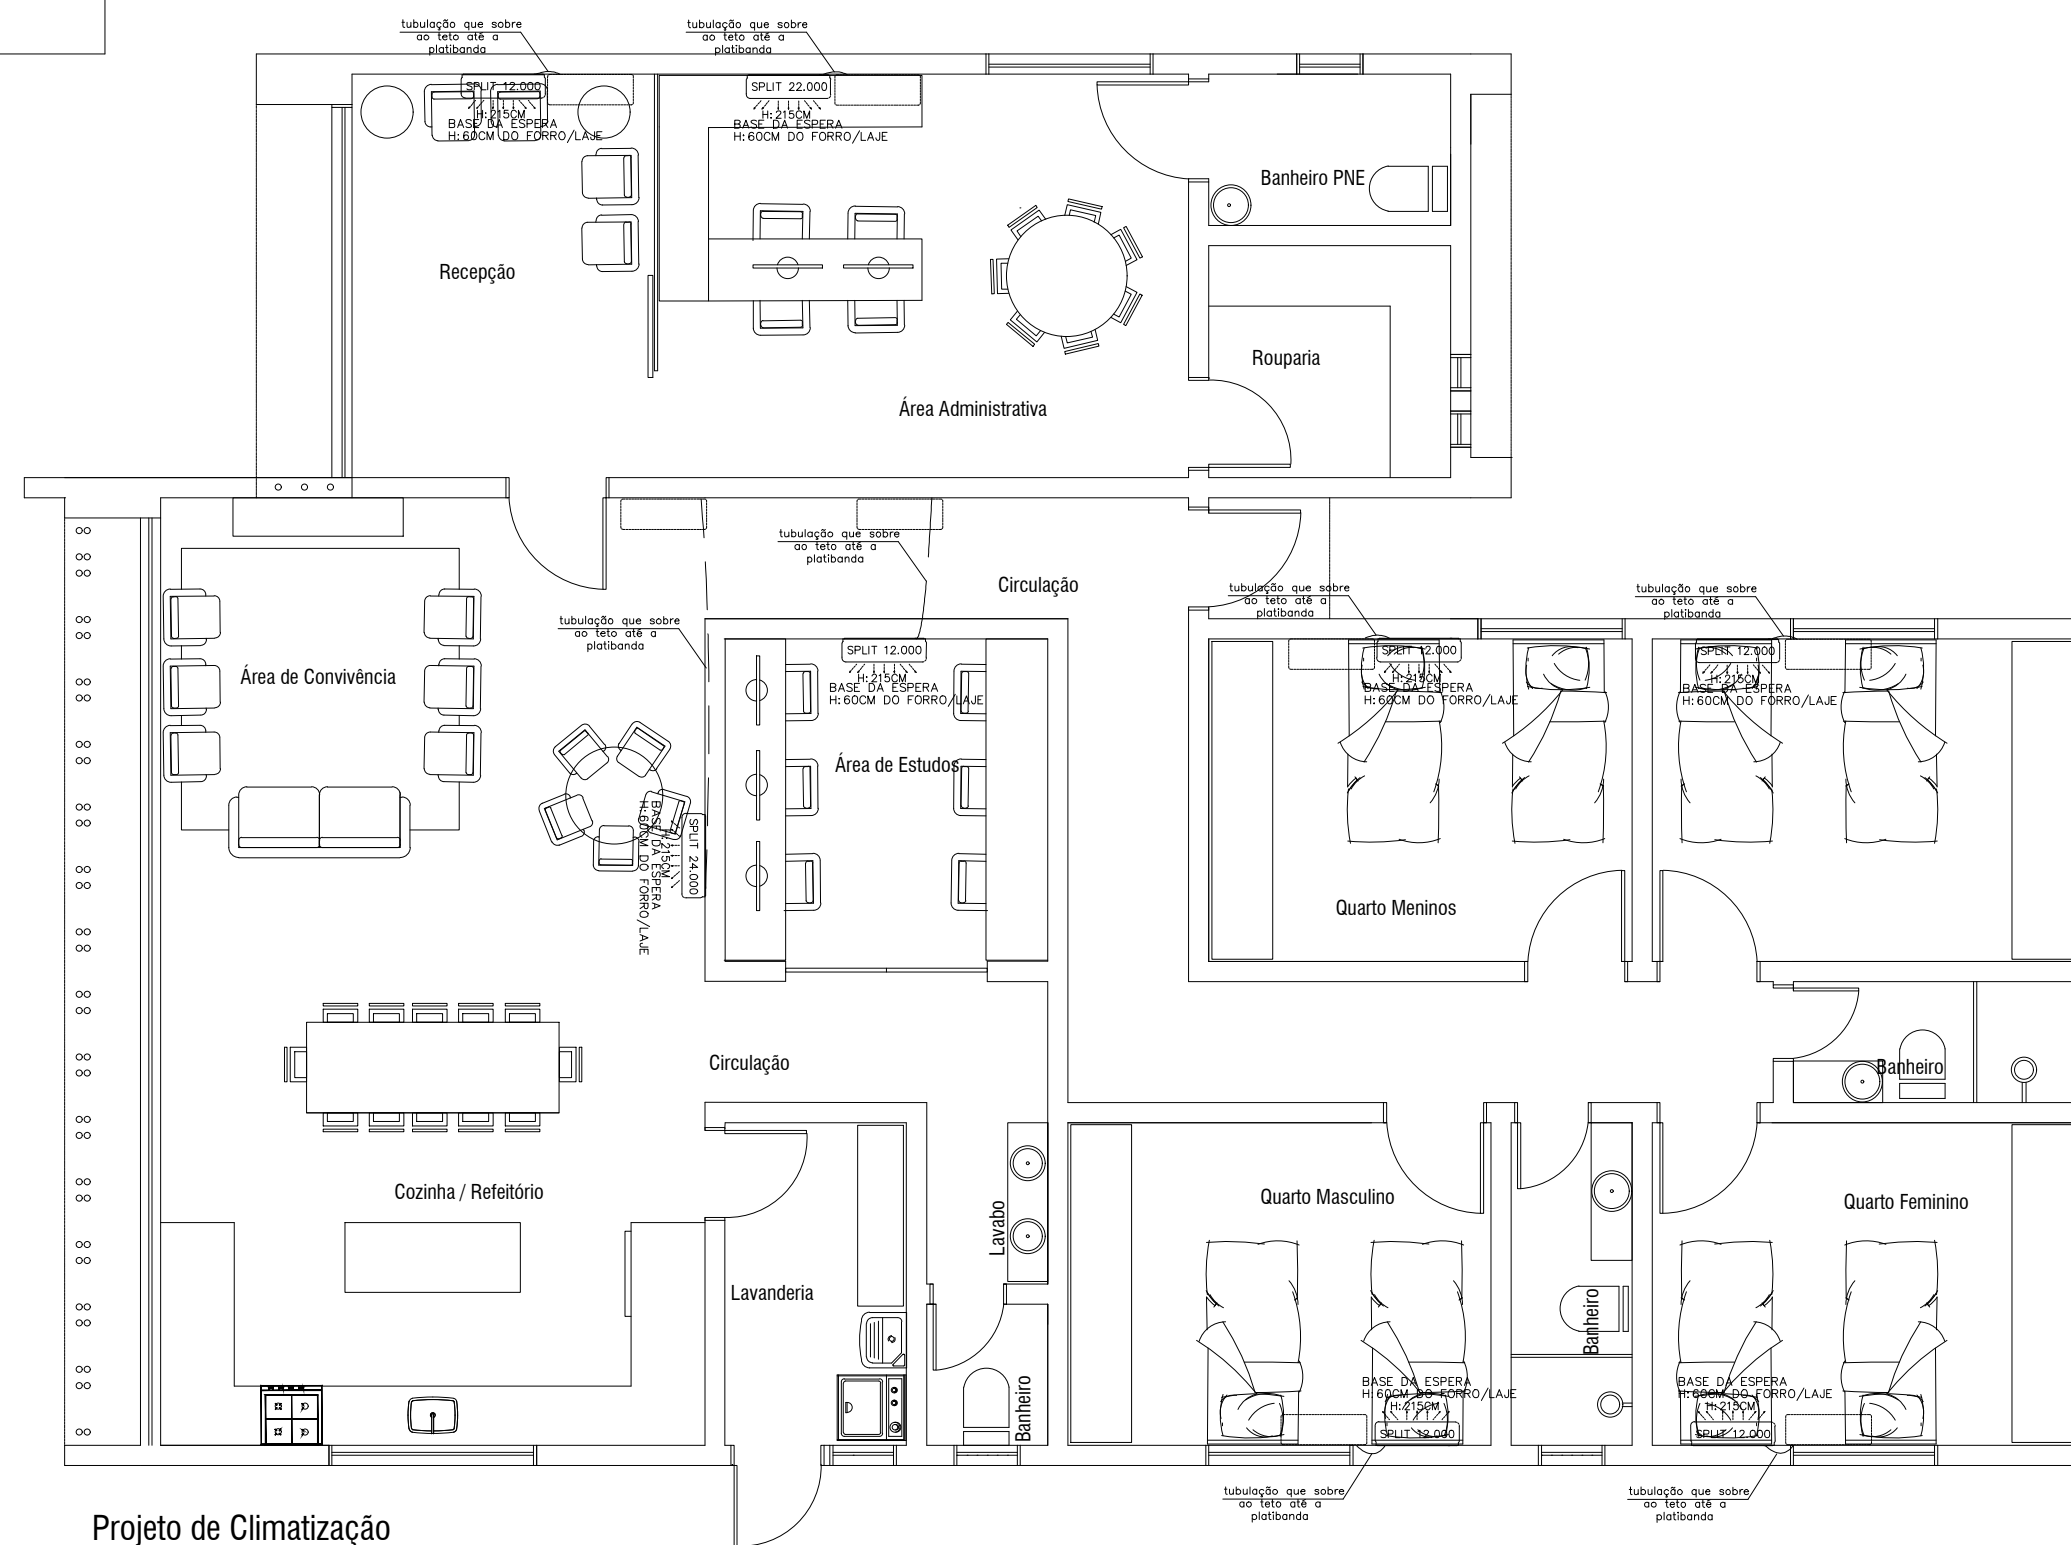 tubulação que sobre
ao teto até a
platibanda
tubulação que sobre
ao teto até a
platibanda
SPLIT 12.000
H:215CM
BASE DA ESPERA
H:60CM DO FORRO/LAJE
SPLIT 22.000
H:215CM
BASE DA ESPERA
H:60CM DO FORRO/LAJE
Banheiro PNE
Recepção
Rouparia
Área Administrativa
tubulação que sobre
ao teto até a
platibanda
Circulação
tubulação que sobre
ao teto até a
platibanda
tubulação que sobre
ao teto até a
platibanda
tubulação que sobre
ao teto até a
platibanda
SPLIT 12.000
H:215CM
BASE DA ESPERA
H:60CM DO FORRO/LAJE
SPLIT 12.000
H:215CM
BASE DA ESPERA
H:60CM DO FORRO/LAJE
SPLIT 12.000
H:215CM
BASE DA ESPERA
H:60CM DO FORRO/LAJE
Área de Convivência
Área de Estudos
SPLIT 24.000
H:215CM
BASE DA ESPERA
H:60CM DO FORRO/LAJE
Quarto Meninos
Circulação
Banheiro
Cozinha / Refeitório
Quarto Masculino
Quarto Feminino
Lavabo
Lavanderia
Banheiro
Banheiro
BASE DA ESPERA
H:60CM DO FORRO/LAJE
H:215CM
SPLIT 12.000
BASE DA ESPERA
H:60CM DO FORRO/LAJE
H:215CM
SPLIT 12.000
tubulação que sobre
ao teto até a
platibanda
tubulação que sobre
ao teto até a
platibanda
Projeto de Climatização